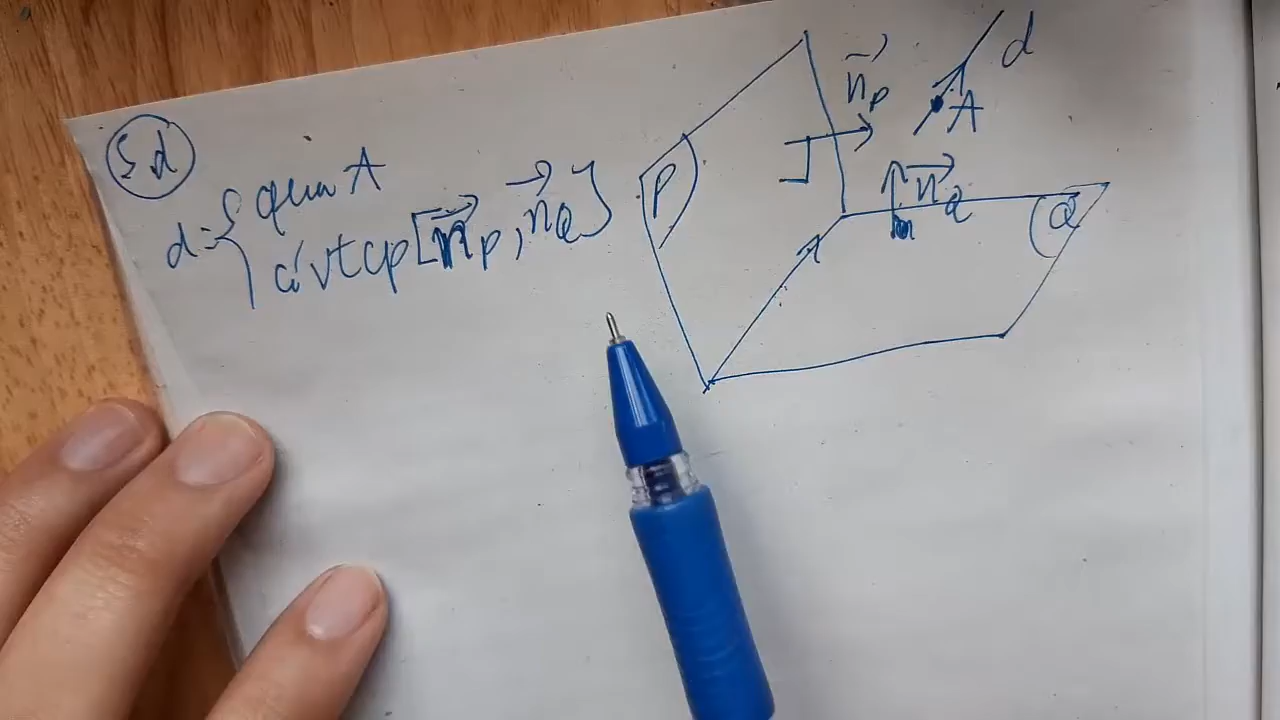 5d
d: { qua A
có vtcp [n⃗P, n⃗Q]
P
n⃗P
d
A
n⃗Q
Q